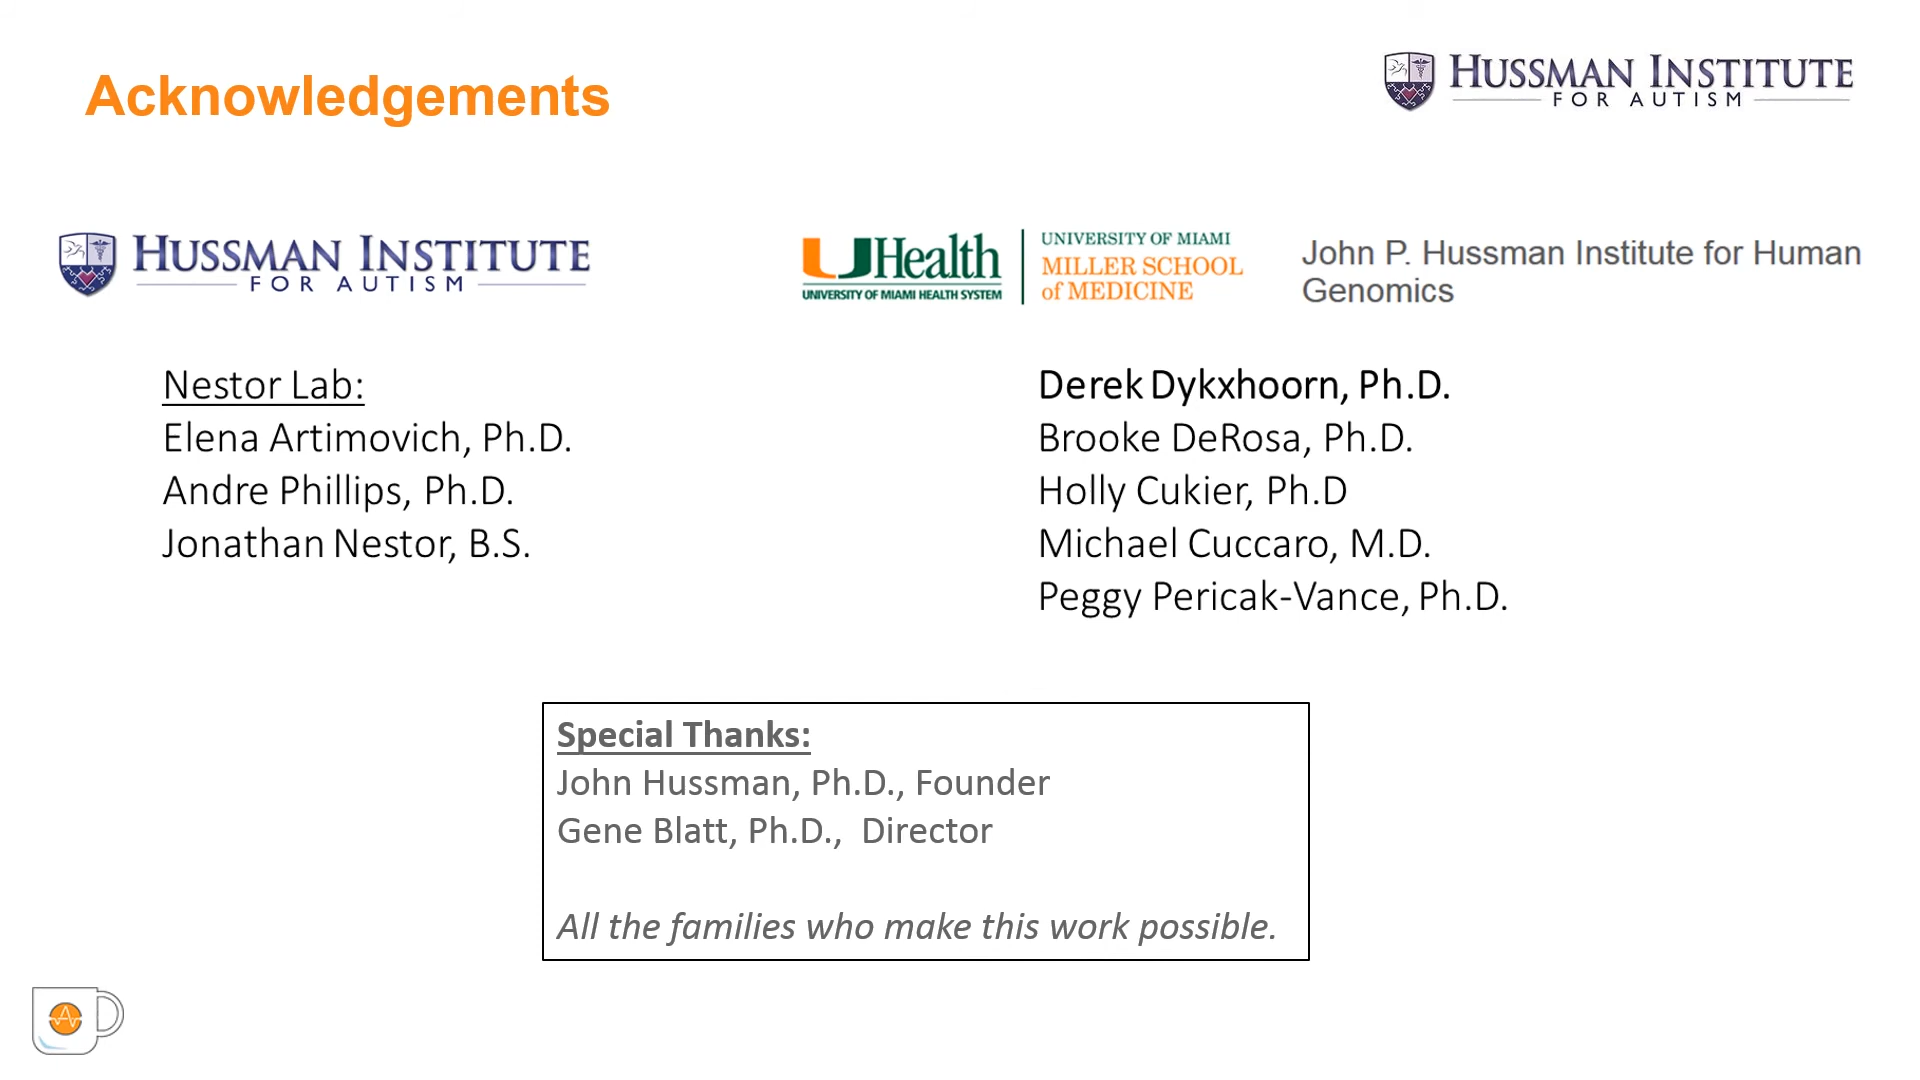 Acknowledgements
HUSSMAN INSTITUTE
FOR AUTISM
HUSSMAN INSTITUTE
FOR AUTISM
UHealth
UNIVERSITY OF MIAMI HEALTH SYSTEM
UNIVERSITY OF MIAMI
MILLER SCHOOL
of MEDICINE
John P. Hussman Institute for Human
Genomics
Nestor Lab:
Elena Artimovich, Ph.D.
Andre Phillips, Ph.D.
Jonathan Nestor, B.S.
Derek Dykxhoorn, Ph.D.
Brooke DeRosa, Ph.D.
Holly Cukier, Ph.D
Michael Cuccaro, M.D.
Peggy Pericak-Vance, Ph.D.
Special Thanks:
John Hussman, Ph.D., Founder
Gene Blatt, Ph.D.,  Director
All the families who make this work possible.